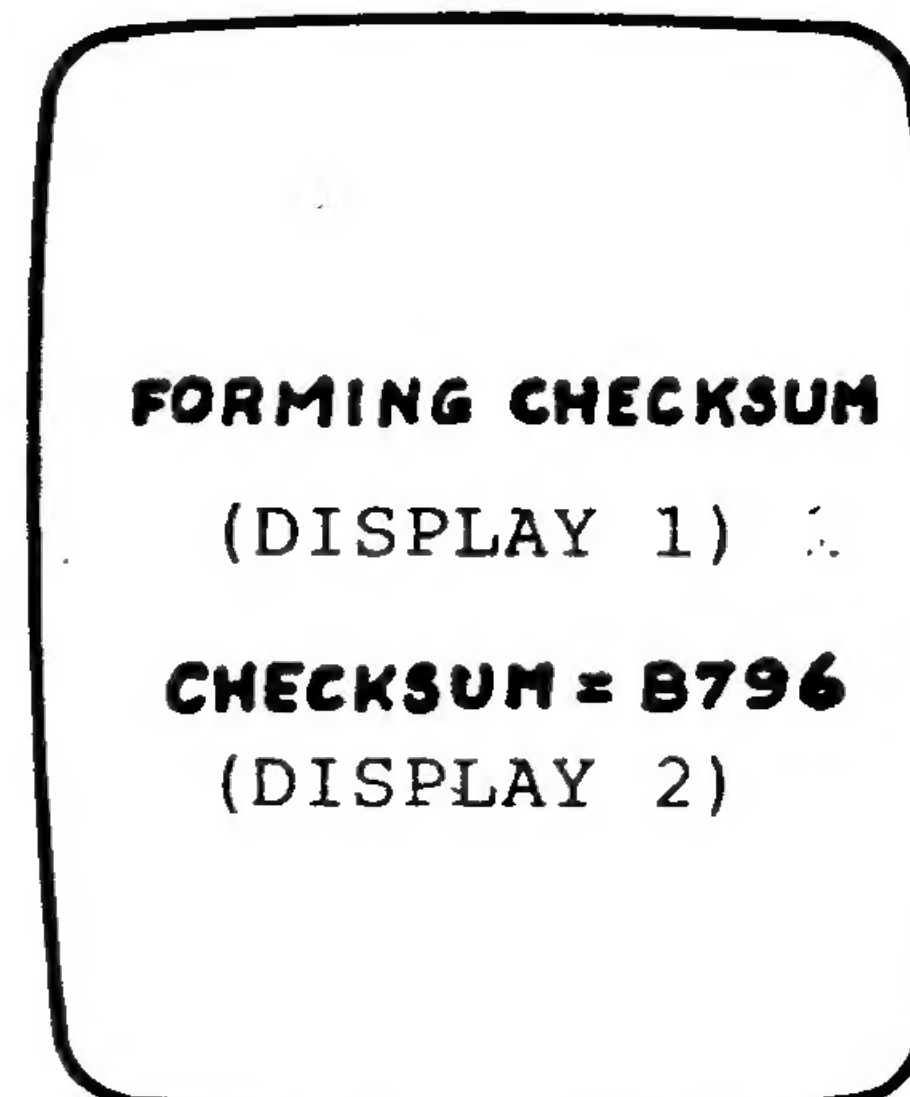 FORMING CHECKSUM
(DISPLAY 1)
CHECKSUM = B796
(DISPLAY 2)